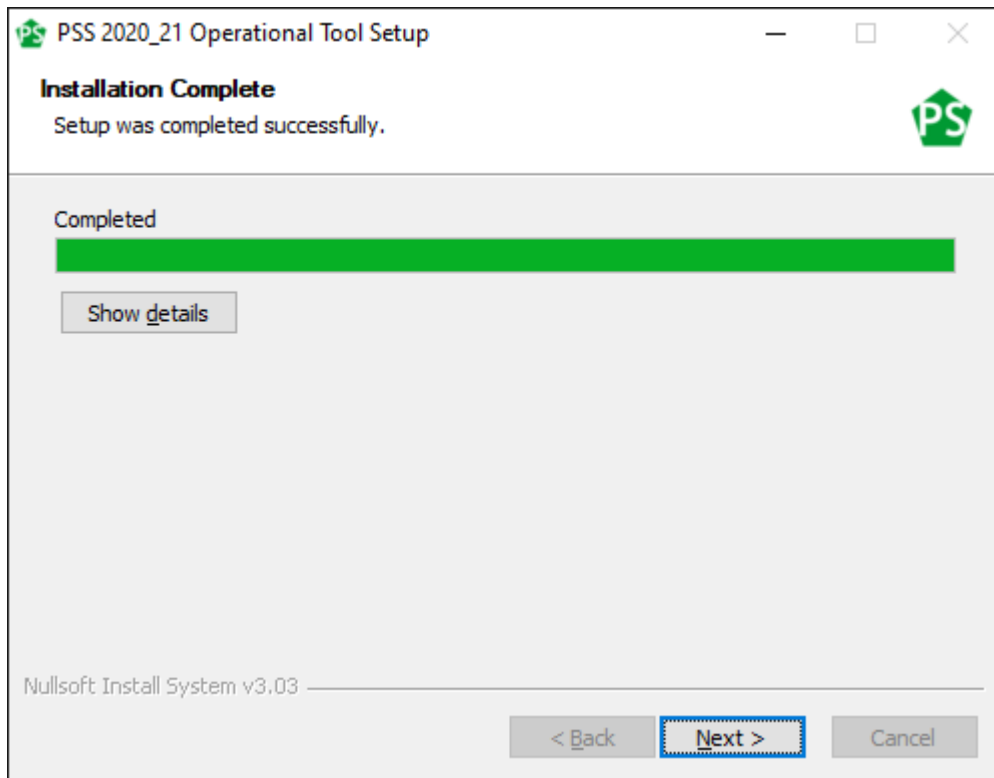 PS PSS 2020_21 Operational Tool Setup
Installation Complete
Setup was completed successfully.
PS
Completed
Show details
Nullsoft Install System v3.03
< Back Next > Cancel